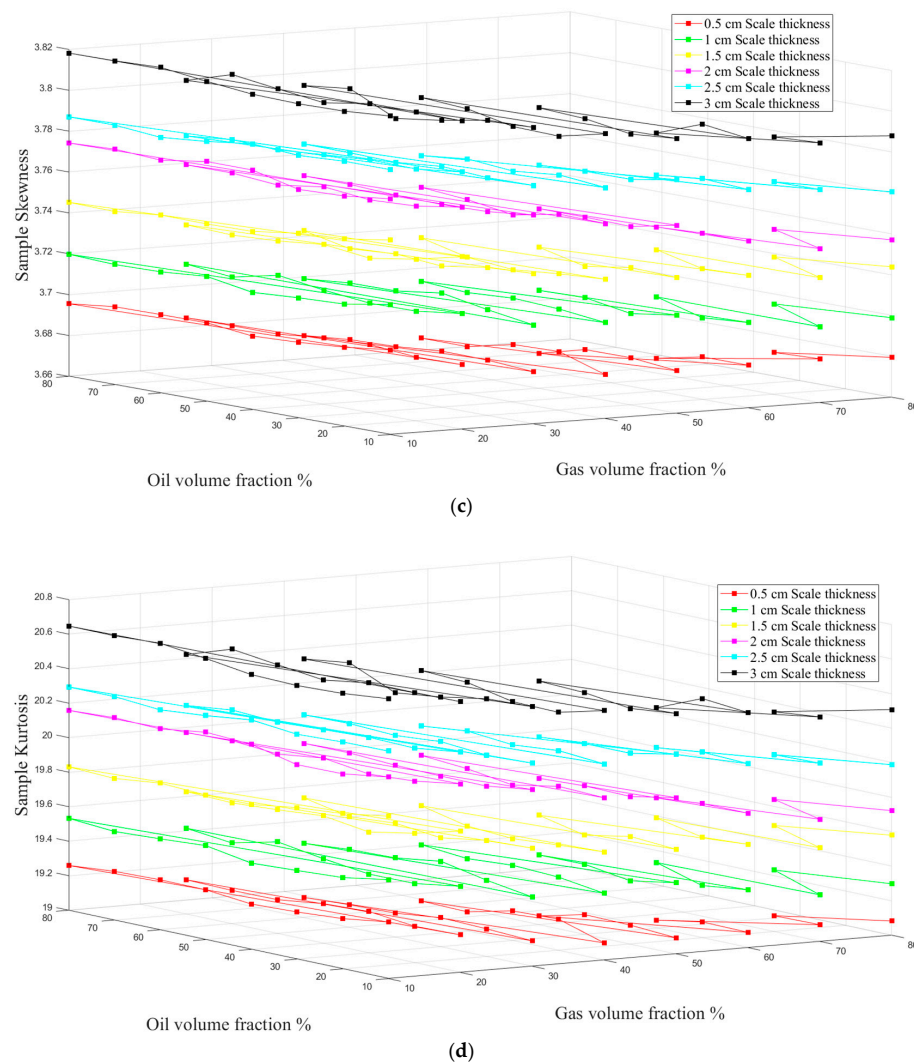 0.5 cm Scale thickness
1 cm Scale thickness
1.5 cm Scale thickness
2 cm Scale thickness
2.5 cm Scale thickness
3 cm Scale thickness
Sample Skewness
3.82
3.8
3.78
3.76
3.74
3.72
3.7
3.68
3.66
80
70
60
50
40
30
20
10
10
20
30
40
50
60
70
80
Oil volume fraction %
Gas volume fraction %
(c)
0.5 cm Scale thickness
1 cm Scale thickness
1.5 cm Scale thickness
2 cm Scale thickness
2.5 cm Scale thickness
3 cm Scale thickness
Sample Kurtosis
20.8
20.6
20.4
20.2
20
19.8
19.6
19.4
19.2
19
80
70
60
50
40
30
20
10
10
20
30
40
50
60
70
80
Oil volume fraction %
Gas volume fraction %
(d)